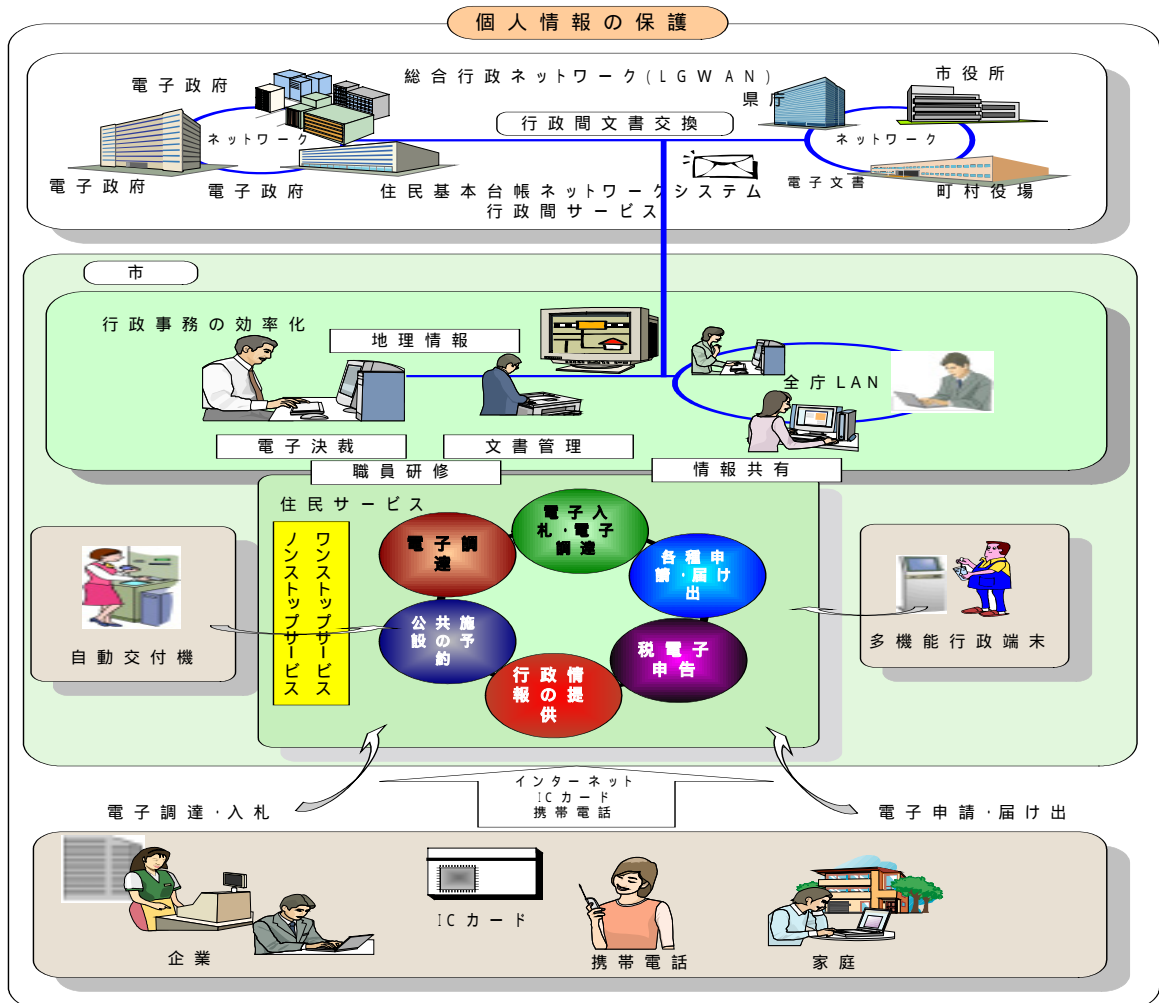 個人情報の保護
電子政府
総合行政ネットワーク(LGWAN)
県庁
市役所
行政間文書交換
ネットワーク
ネットワーク
電子政府
電子政府
住民基本台帳ネットワークシステム
行政間サービス
電子文書
町村役場
市
行政事務の効率化
地理情報
全庁LAN
電子決裁
文書管理
職員研修
情報共有
住民サービス
ワンストップサービス
ノンストップサービス
電子調
達
電子入
札・電子
調達
各種申
請・届け
出
公共施
設の予
約
税電子
申告
行政情
報の提
供
自動交付機
多機能行政端末
インターネット
ICカード
携帯電話
電子調達・入札
電子申請・届け出
企業
ICカード
携帯電話
家庭